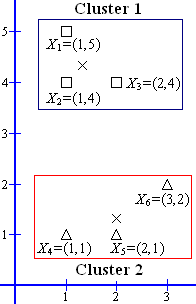 Cluster 1
5
X1=(1,5)
4
X2=(1,4)
X3=(2,4)
3
2
X6=(3,2)
1
X4=(1,1)
X5=(2,1)
Cluster 2
1
2
3